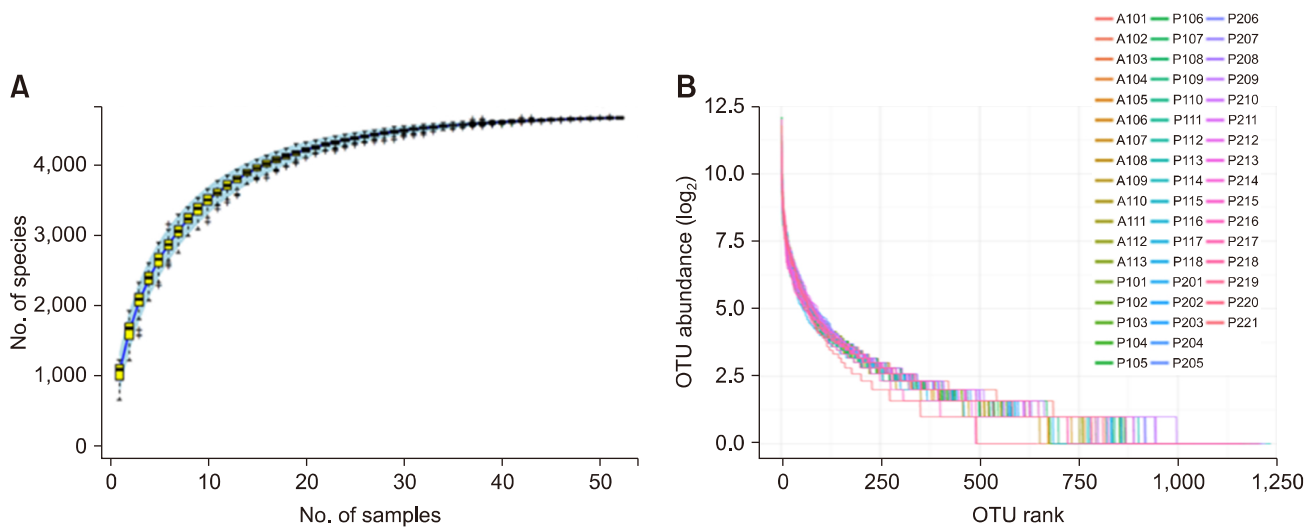 A
No. of species
4,000
3,000
2,000
1,000
0
0 10 20 30 40 50
No. of samples
B
OTU abundance (log2)
12.5
10.0
7.5
5.0
2.5
0.0
0 250 500 750 1,000 1,250
OTU rank
A101 P106 P206
A102 P107 P207
A103 P108 P208
A104 P109 P209
A105 P110 P210
A106 P111 P211
A107 P112 P212
A108 P113 P213
A109 P114 P214
A110 P115 P215
A111 P116 P216
A112 P117 P217
A113 P118 P218
P101 P201 P219
P102 P202 P220
P103 P203 P221
P104 P204
P105 P205